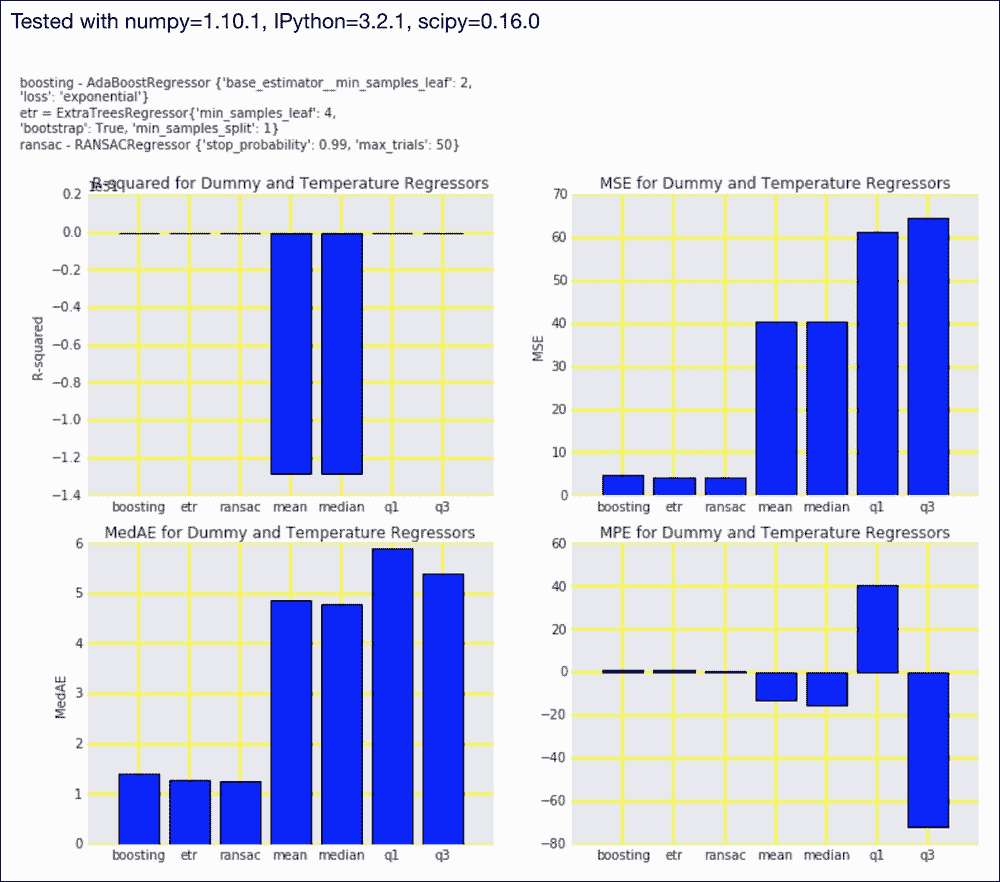 Tested with numpy=1.10.1, IPython=3.2.1, scipy=0.16.0
boosting - AdaBoostRegressor {'base_estimator__min_samples_leaf': 2,
'loss': 'exponential'}
etr = ExtraTreesRegressor{'min_samples_leaf': 4,
'bootstrap': True, 'min_samples_split': 1}
ransac - RANSACRegressor {'stop_probability': 0.99, 'max_trials': 50}
R-squared for Dummy and Temperature Regressors
0.2
0.0
−0.2
−0.4
−0.6
−0.8
−1.0
−1.2
−1.4
R-squared
boosting etr ransac mean median q1 q3
MSE for Dummy and Temperature Regressors
70
60
50
40
30
20
10
0
MSE
boosting etr ransac mean median q1 q3
MedAE for Dummy and Temperature Regressors
6
5
4
3
2
1
0
MedAE
boosting etr ransac mean median q1 q3
MPE for Dummy and Temperature Regressors
60
40
20
0
−20
−40
−60
−80
boosting etr ransac mean median q1 q3